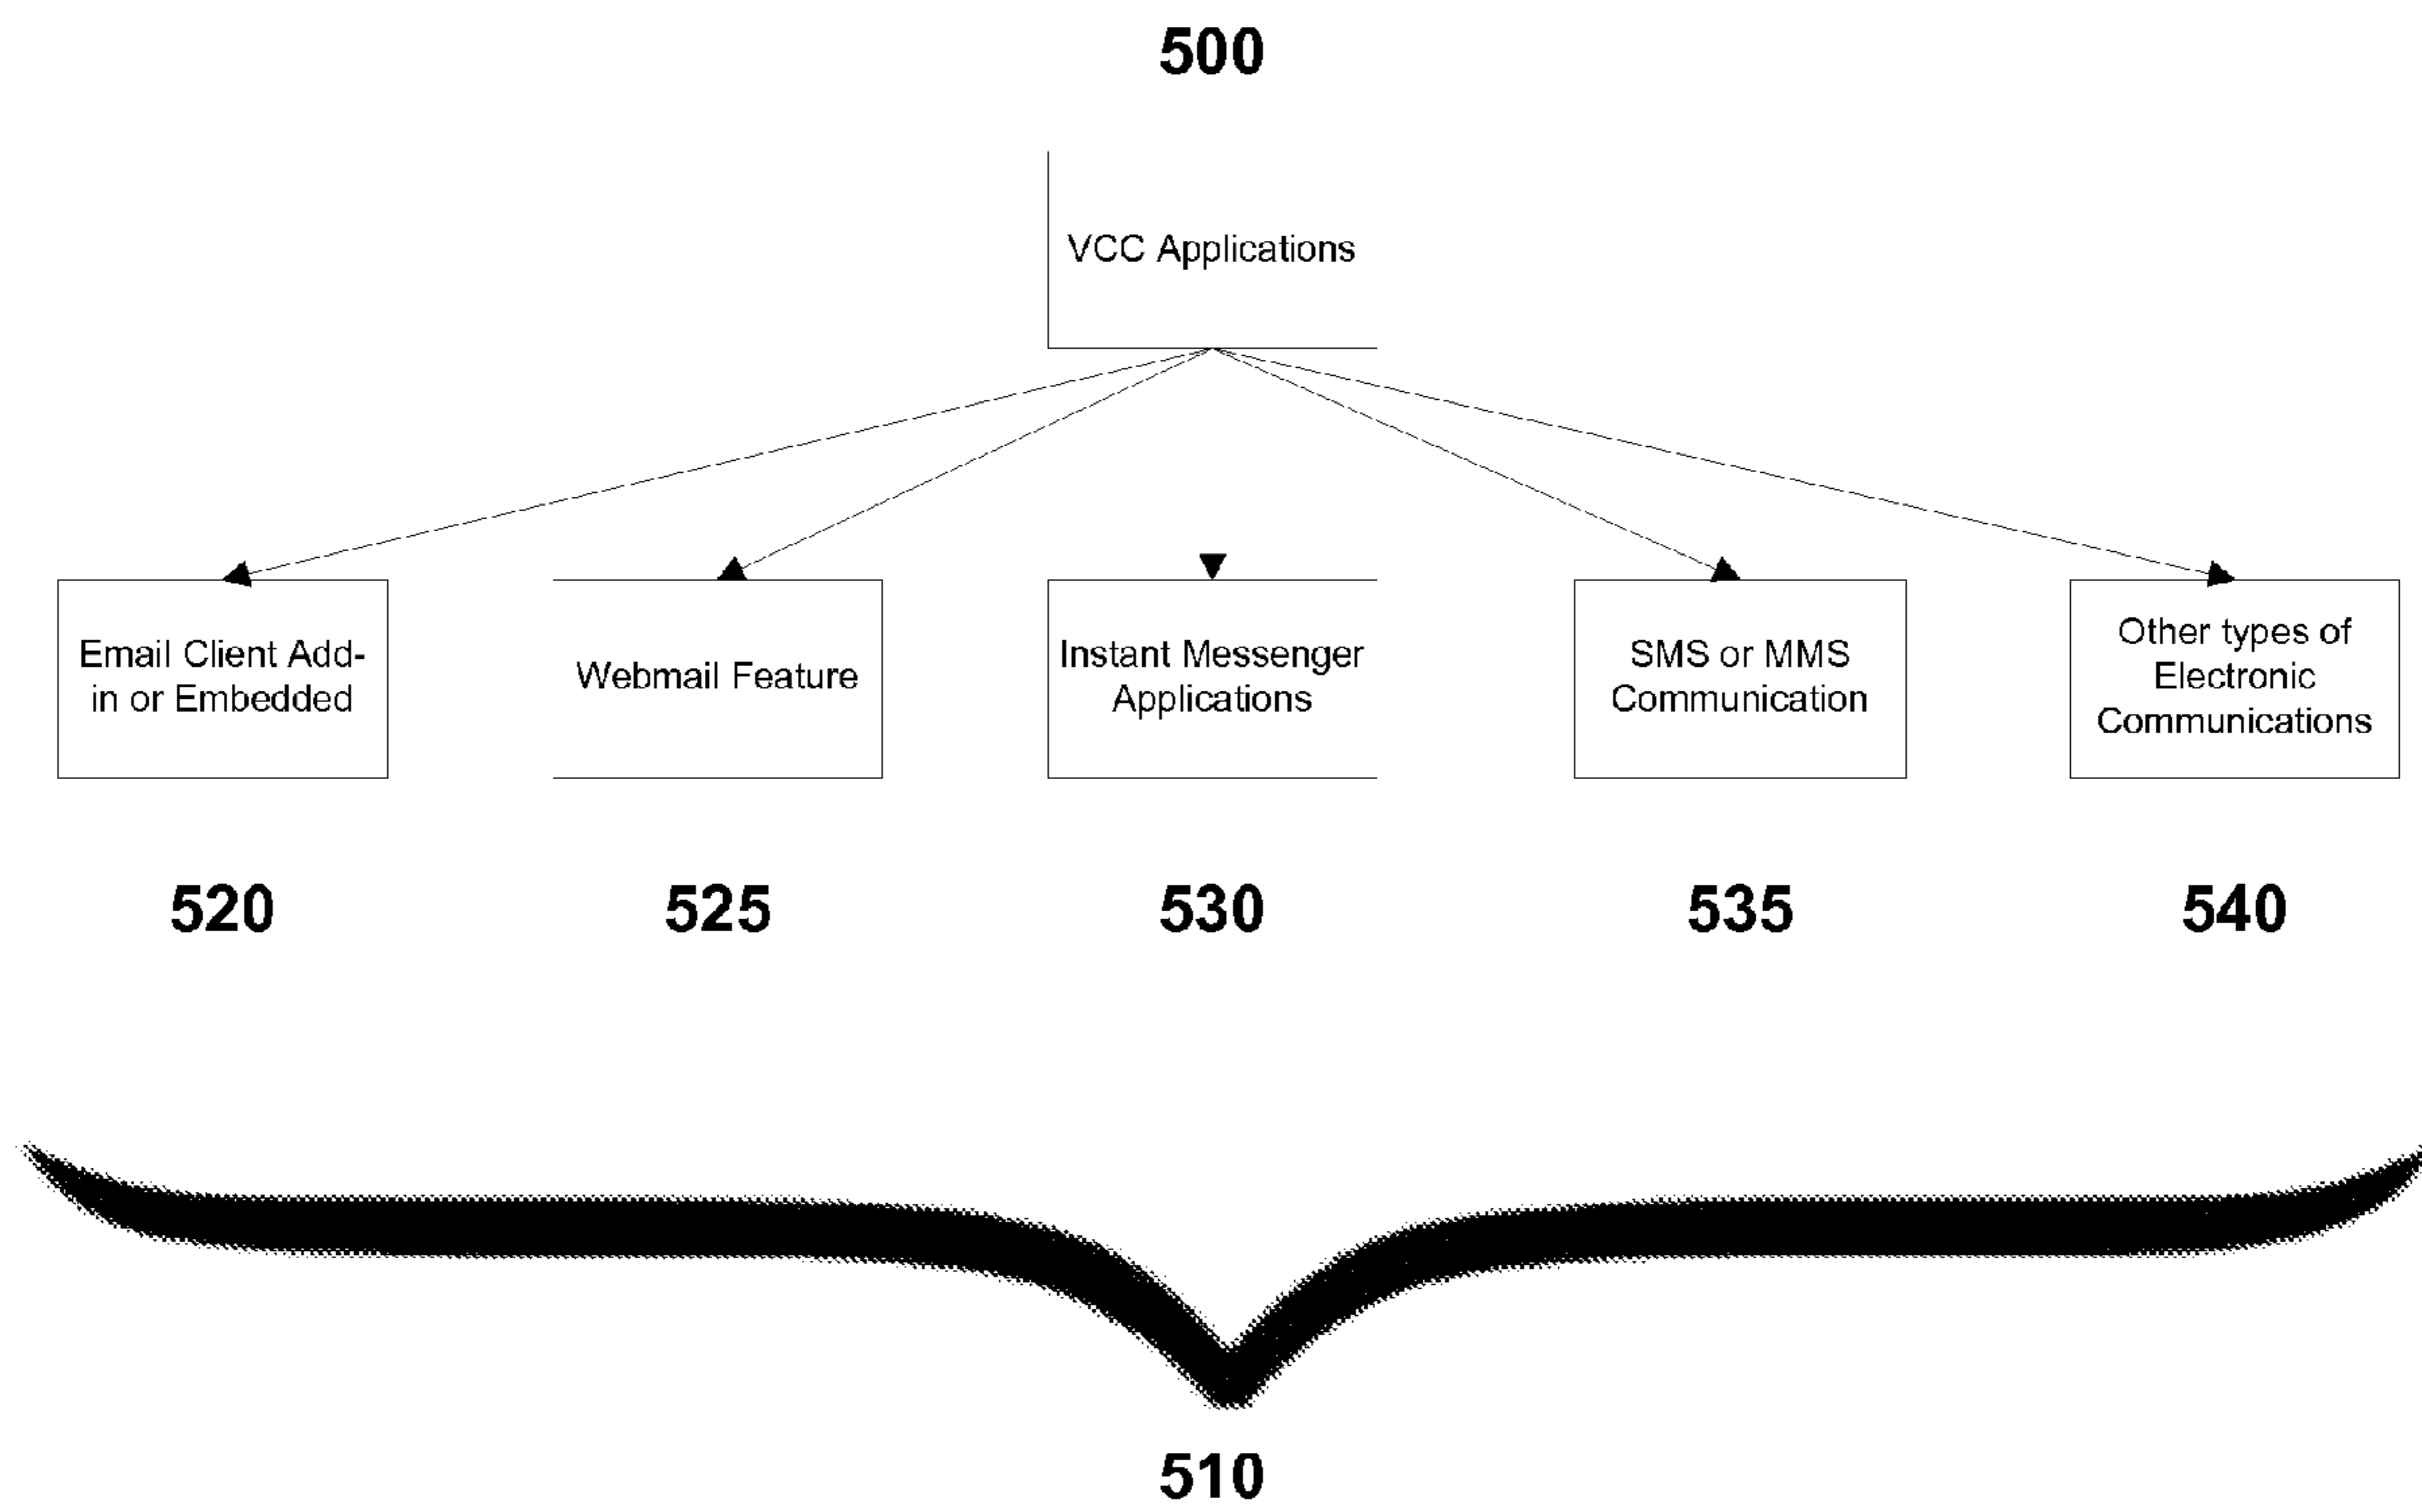 500
VCC Applications
Email Client Add-
in or Embedded
Webmail Feature
Instant Messenger
Applications
SMS or MMS
Communication
Other types of
Electronic
Communications
520
525
530
535
540
510